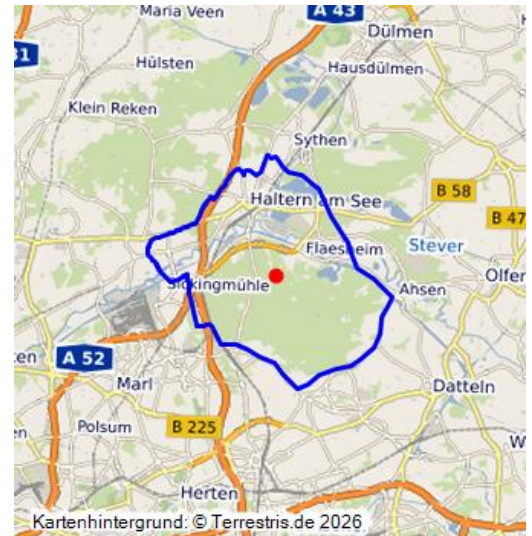 Maria Veen
A 43
Dülmen
31
Hülsten
Hausdülmen
Klein Reken
Sythen
B 58
Haltern am See
B 47
Flaesheim
Stever
Olfen
Sickingmühle
Ahsen
A 52
Marl
Datteln
Polsum
B 225
Herten
Kartenhintergrund: © Terrestris.de 2026